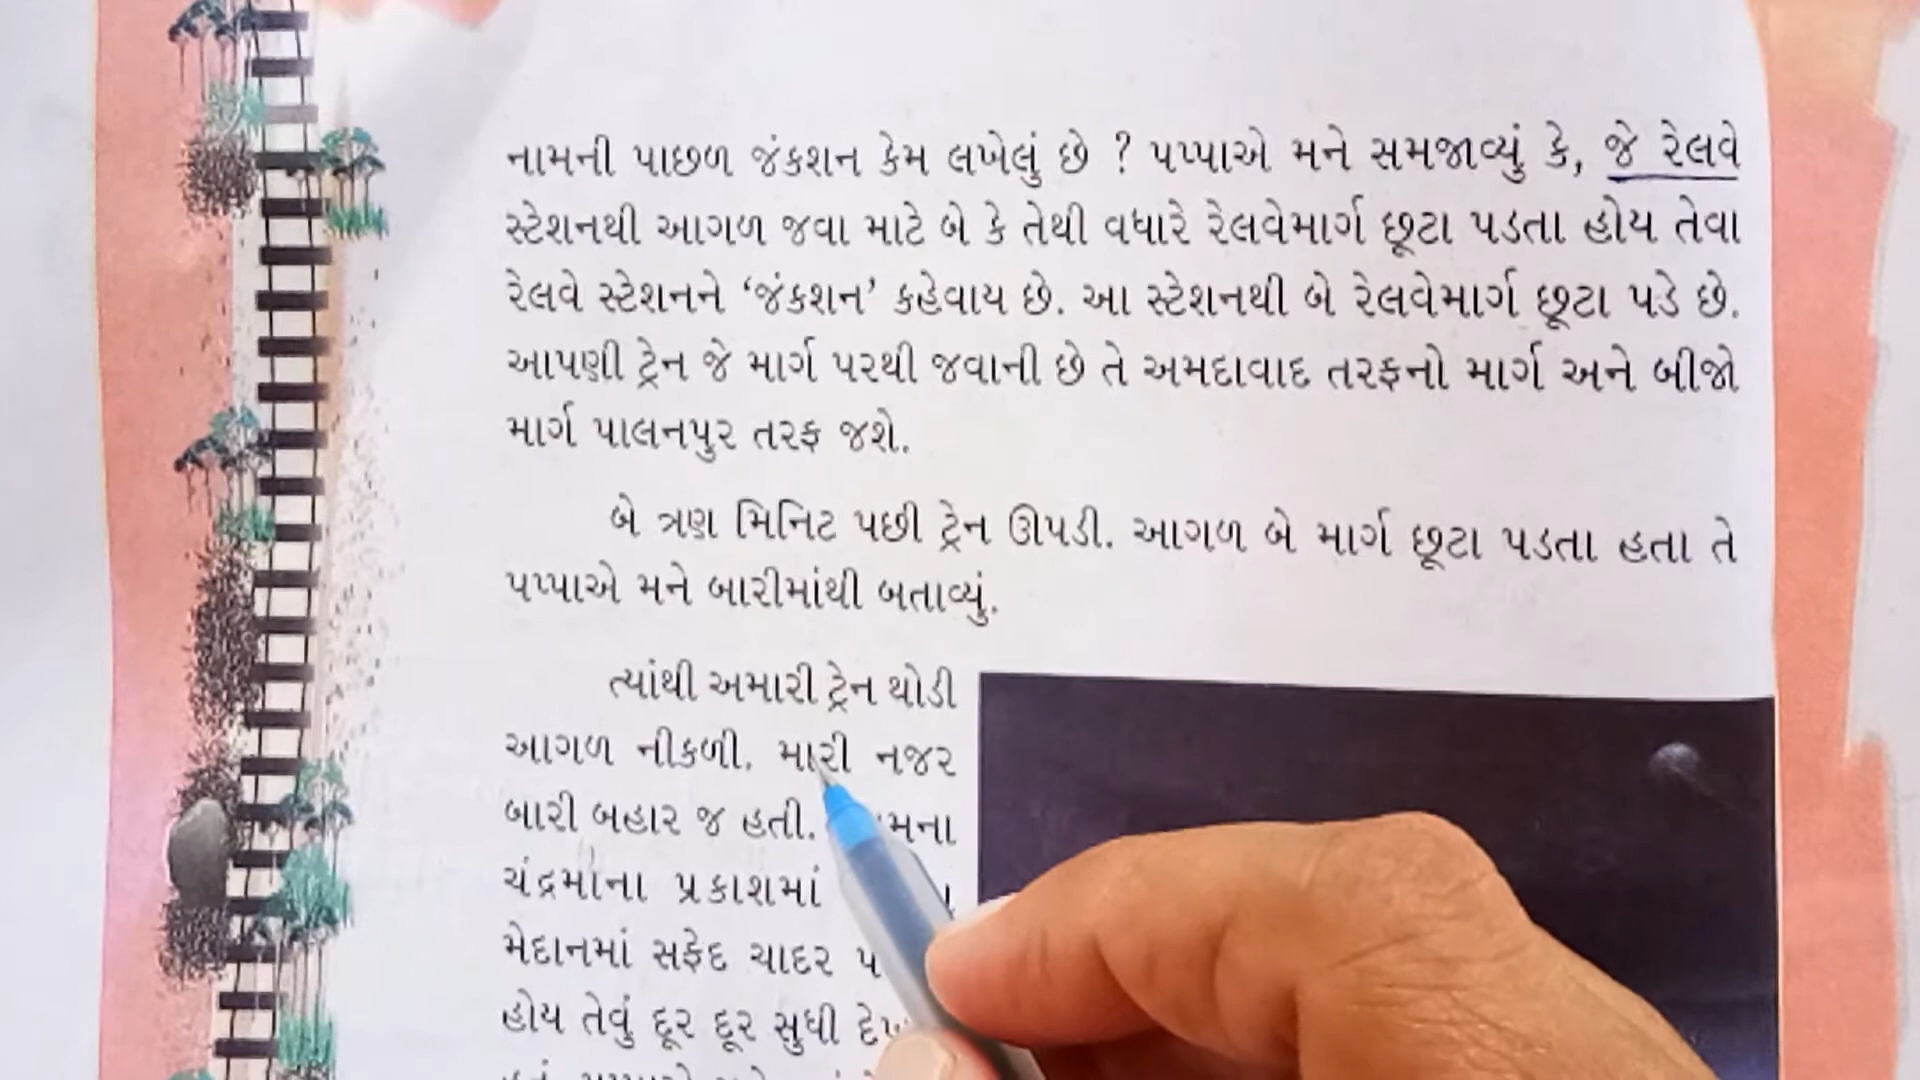 નામની પાછળ જંકશન કેમ લખેલું છે ? પપ્પાએ મને સમજાવ્યું કે, જે રેલવે
સ્ટેશનથી આગળ જવા માટે બે કે તેથી વધારે રેલવેમાર્ગ છૂટા પડતા હોય તેવા
રેલવે સ્ટેશનને ‘જંકશન’ કહેવાય છે. આ સ્ટેશનથી બે રેલવેમાર્ગ છૂટા પડે છે.
આપણી ટ્રેન જે માર્ગ પરથી જવાની છે તે અમદાવાદ તરફનો માર્ગ અને બીજો
માર્ગ પાલનપુર તરફ જશે.
બે ત્રણ મિનિટ પછી ટ્રેન ઊપડી. આગળ બે માર્ગ છૂટા પડતા હતા તે
પપ્પાએ મને બારીમાંથી બતાવ્યું.
ત્યાંથી અમારી ટ્રેન થોડી
આગળ નીકળી. મારી નજર
બારી બહાર જ હતી.
ચંદ્રમાના પ્રકાશમાં
મેદાનમાં સફેદ ચાદર
હોય તેવું દૂર દૂર સુધી